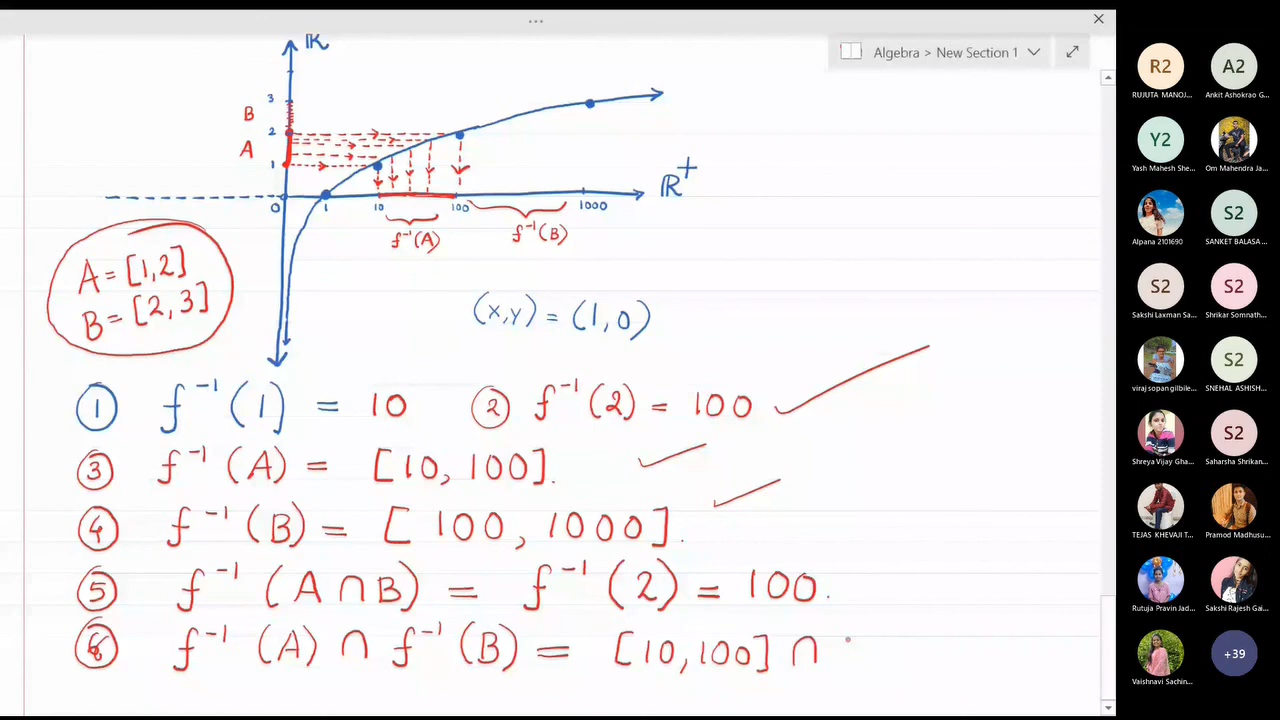 ...
Algebra > New Section 1
R
3
B
2
A
1
R+
0 1 10 100 1000
f⁻¹(A) f⁻¹(B)
A = [1,2]
B = [2,3]
(x,y) = (1,0)
① f⁻¹(1) = 10 ② f⁻¹(2) = 100
③ f⁻¹(A) = [10, 100].
④ f⁻¹(B) = [100, 1000].
⑤ f⁻¹(A ∩ B) = f⁻¹(2) = 100.
⑥ f⁻¹(A) ∩ f⁻¹(B) = [10,100] ∩
R2 A2
RUJUTA MANOJ... Ankit Ashokrao G...
Y2
Yash Mahesh She... Om Mahendra Ja...
S2
Alpana 2101690 SANKET BALASA...
S2 S2
Sakshi Laxman Sa... Shrikar Somnath...
S2
viraj sopan gilbile... SNEHAL ASHISH...
S2
Shreya Vijay Gha... Saharsha Shrikan...
TEJAS KHEVAJI T... Pramod Madhusu...
Rutuja Pravin Jad... Sakshi Rajesh Gai...
+39
Vaishnavi Sachin...